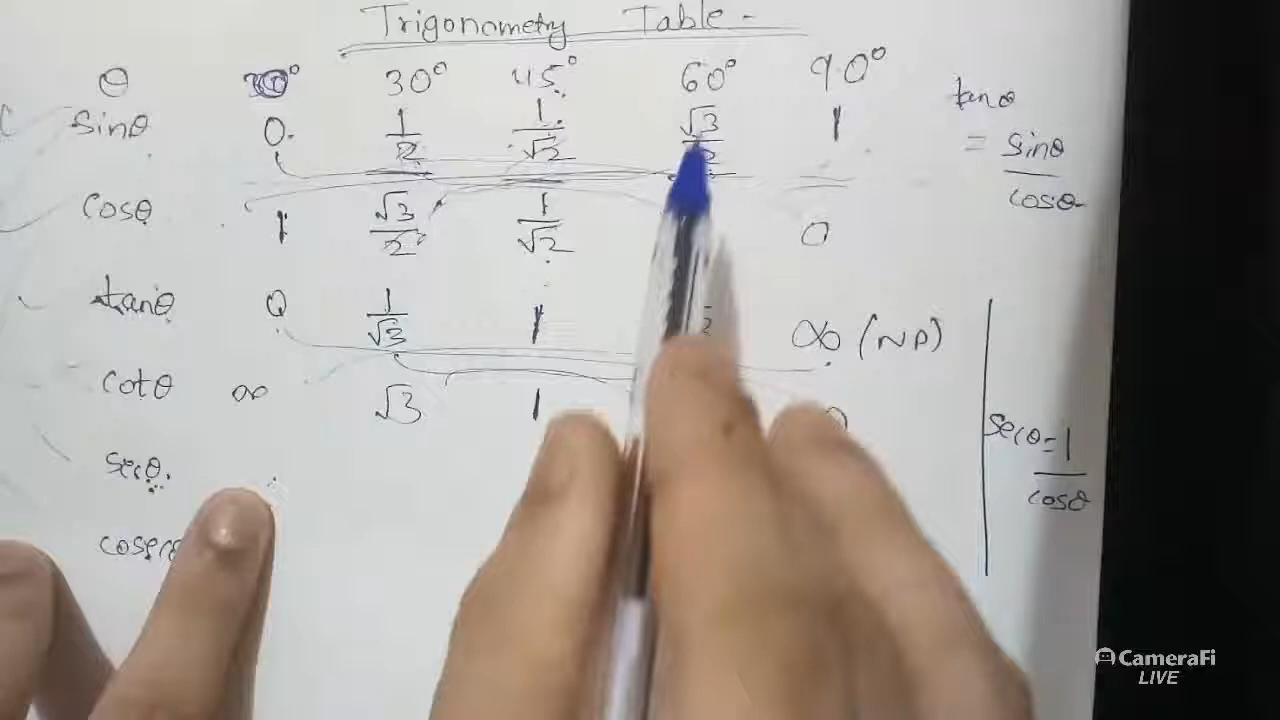 Trigonometry Table -
θ 30° 45° 60° 90°
sinθ 0 1/2 1/√2 √3/2 1
cosθ 1 √3/2 1/√2 0
tanθ 0 1/√3 1 ∞ (ND)
cotθ ∞ √3 1 0
secθ.
cosec
tanθ
= sinθ/cosθ
secθ = 1/cosθ
CameraFi
LIVE